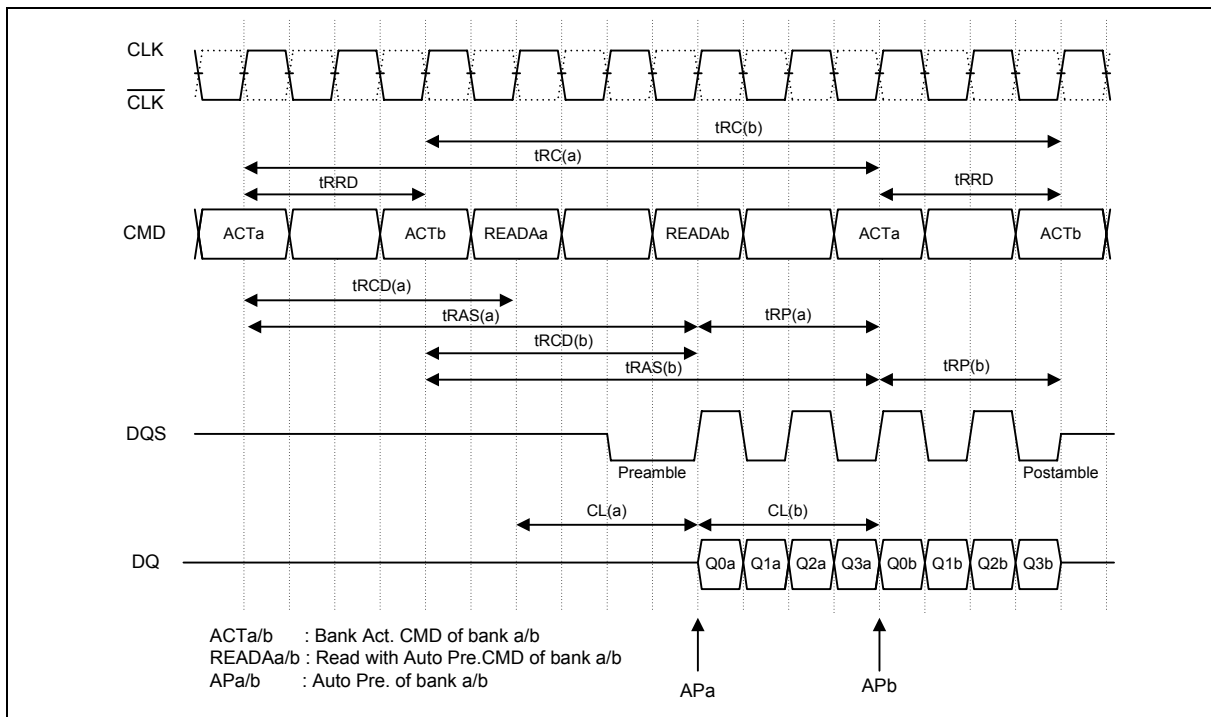 CLK
CLK
tRC(b)
tRC(a)
tRRD tRRD
CMD ACTa ACTb READAa READAb ACTa ACTb
tRCD(a)
tRAS(a) tRP(a)
tRCD(b)
tRAS(b) tRP(b)
DQS
Preamble Postamble
CL(a) CL(b)
DQ Q0a Q1a Q2a Q3a Q0b Q1b Q2b Q3b
ACTa/b : Bank Act. CMD of bank a/b
READAa/b : Read with Auto Pre.CMD of bank a/b
APa/b : Auto Pre. of bank a/b
APa APb